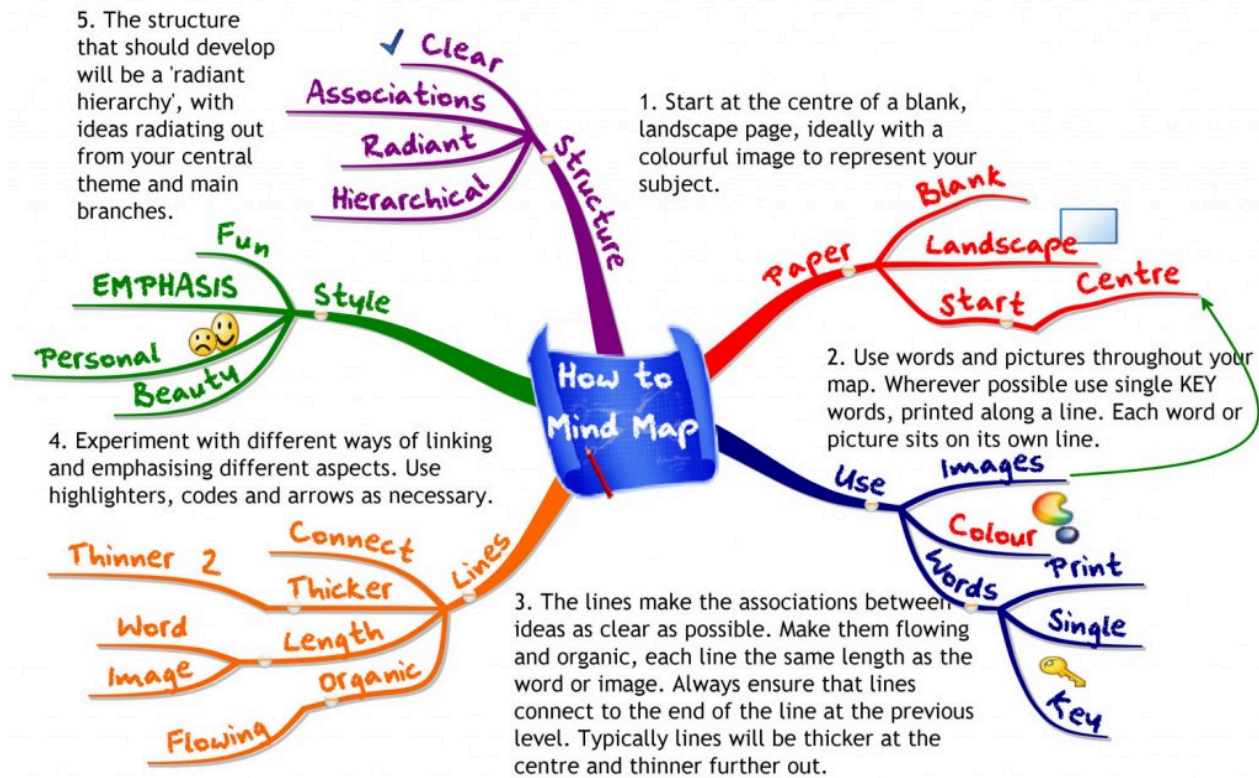 5. The structure
that should develop
will be a 'radiant
hierarchy', with
ideas radiating out
from your central
theme and main
branches.
Clear
Associations
Radiant
Hierarchical
Structure
1. Start at the centre of a blank,
landscape page, ideally with a
colourful image to represent your
subject.
Paper
Blank
Landscape
Start
Centre
Fun
EMPHASIS
Personal
Beauty
Style
How to
Mind Map
2. Use words and pictures throughout your
map. Wherever possible use single KEY
words, printed along a line. Each word or
picture sits on its own line.
Use
Images
Colour
Words
Print
Single
Key
4. Experiment with different ways of linking
and emphasising different aspects. Use
highlighters, codes and arrows as necessary.
Lines
Connect
Thicker
Thinner 2
Length
Word
Image
Organic
Flowing
3. The lines make the associations between
ideas as clear as possible. Make them flowing
and organic, each line the same length as the
word or image. Always ensure that lines
connect to the end of the line at the previous
level. Typically lines will be thicker at the
centre and thinner further out.